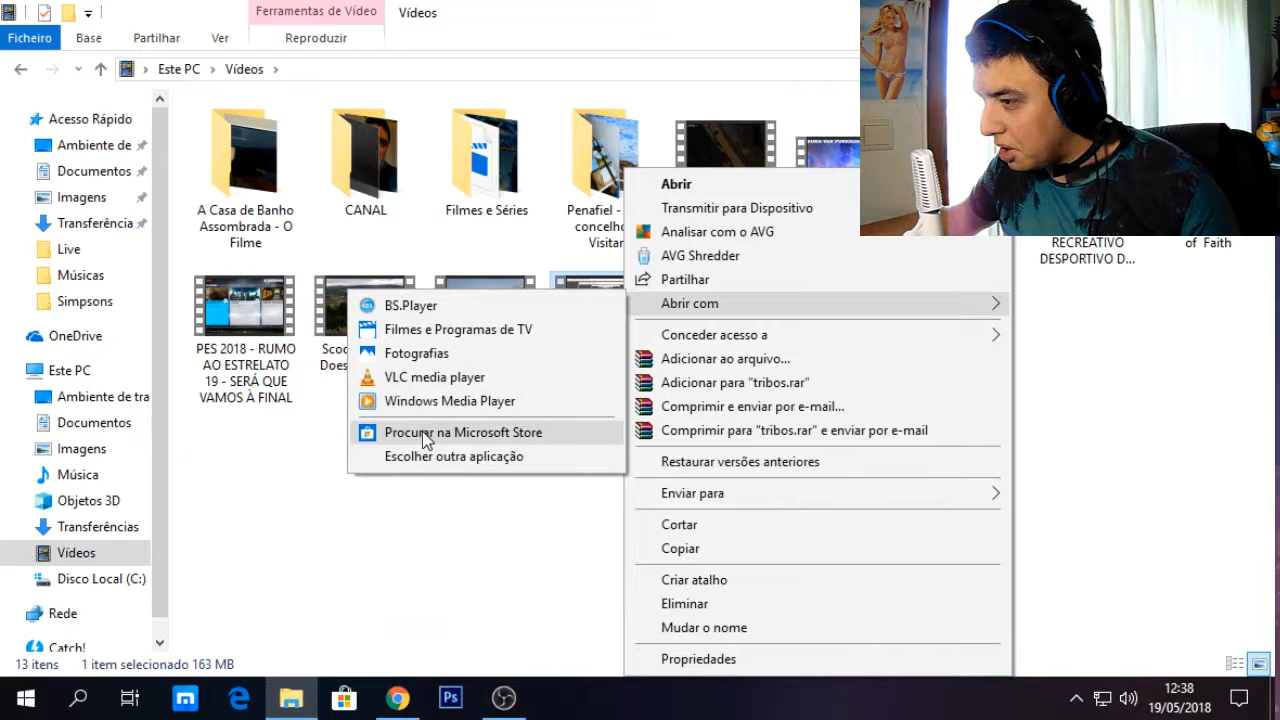 Ferramentas de Vídeo
Vídeos
Ficheiro
Base
Partilhar
Ver
Reproduzir
Este PC
Vídeos
Acesso Rápido
Ambiente de
Documentos
Imagens
Transferência
Live
Músicas
Simpsons
OneDrive
Este PC
Ambiente de tra
Documentos
Imagens
Música
Objetos 3D
Transferências
Vídeos
Disco Local (C:)
Rede
Catch!
A Casa de Banho
Assombrada - O
Filme
CANAL
Filmes e Séries
Penafiel -
concelho
Visitar
RECREATIVO
DESPORTIVO D...
of Faith
PES 2018 - RUMO
AO ESTRELATO
19 - SERÁ QUE
VAMOS À FINAL
Scoo
Does
BS.Player
Filmes e Programas de TV
Fotografias
VLC media player
Windows Media Player
Procurar na Microsoft Store
Escolher outra aplicação
Abrir
Transmitir para Dispositivo
Analisar com o AVG
AVG Shredder
Partilhar
Abrir com
Conceder acesso a
Adicionar ao arquivo...
Adicionar para "tribos.rar"
Comprimir e enviar por e-mail...
Comprimir para "tribos.rar" e enviar por e-mail
Restaurar versões anteriores
Enviar para
Cortar
Copiar
Criar atalho
Eliminar
Mudar o nome
Propriedades
13 itens
1 item selecionado 163 MB
Ps
12:38
19/05/2018